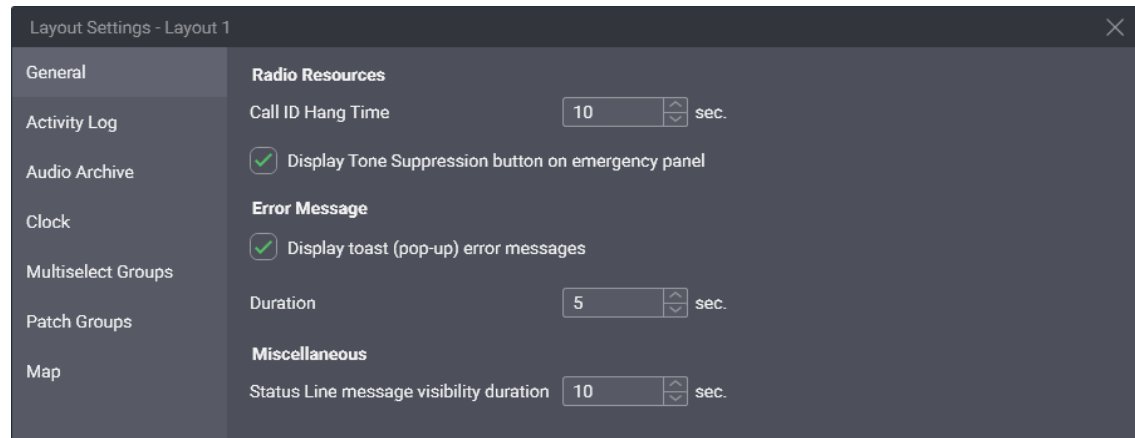 Layout Settings - Layout 1
General
Activity Log
Audio Archive
Clock
Multiselect Groups
Patch Groups
Map
Radio Resources
Call ID Hang Time 10 sec.
Display Tone Suppression button on emergency panel
Error Message
Display toast (pop-up) error messages
Duration 5 sec.
Miscellaneous
Status Line message visibility duration 10 sec.